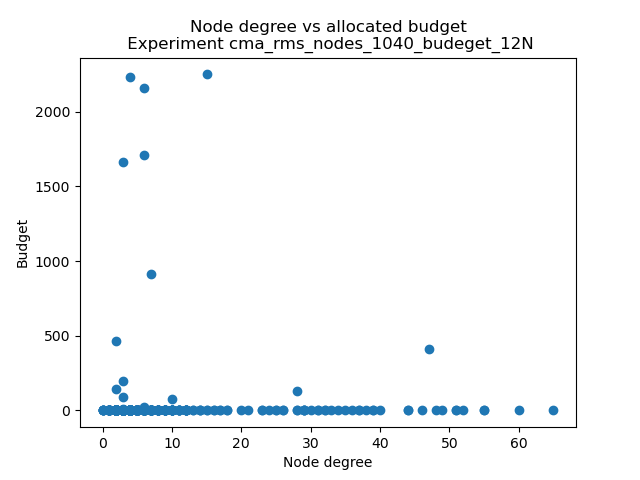 Node degree vs allocated budget
Experiment cma_rms_nodes_1040_budeget_12N
Budget
2000
1500
1000
500
0
0 10 20 30 40 50 60
Node degree